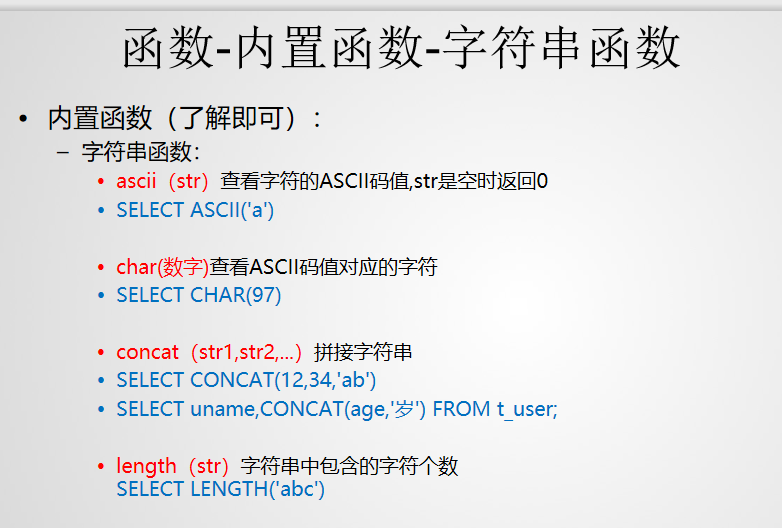 函数-内置函数-字符串函数
• 内置函数（了解即可）：
– 字符串函数：
• ascii（str）查看字符的ASCII码值,str是空时返回0
• SELECT ASCII('a')
• char(数字)查看ASCII码值对应的字符
• SELECT CHAR(97)
• concat（str1,str2,...）拼接字符串
• SELECT CONCAT(12,34,'ab')
• SELECT uname,CONCAT(age,'岁') FROM t_user;
• length（str）字符串中包含的字符个数
SELECT LENGTH('abc')